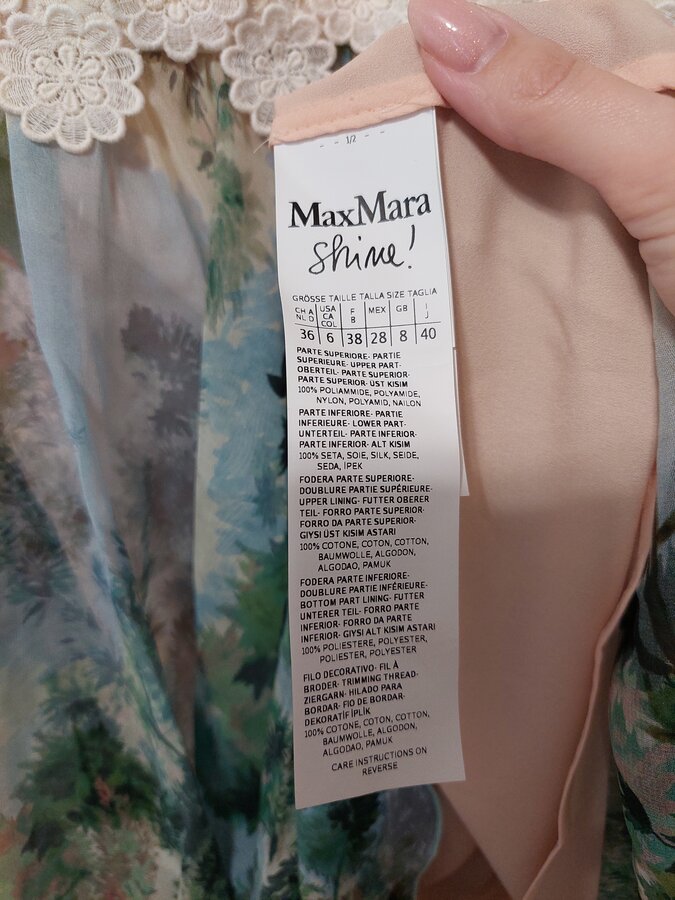 - - 1/2 - -
MaxMara
Shine!
GRÖSSE TAILLE TALLA SIZE TAGLIA
CH A NL D | USA CA COL | F B | MEX | GB | I J
36 | 6 | 38 | 28 | 8 | 40
PARTE SUPERIORE- PARTIE
SUPERIEURE- UPPER PART-
OBERTEIL- PARTE SUPERIOR-
PARTE SUPERIOR- ÜST KISIM
100% POLIAMMIDE, POLYAMIDE,
NYLON, POLYAMID, NAILON
PARTE INFERIORE- PARTIE
INFERIEURE- LOWER PART-
UNTERTEIL- PARTE INFERIOR-
PARTE INFERIOR- ALT KISIM
100% SETA, SOIE, SILK, SEIDE,
SEDA, İPEK
FODERA PARTE SUPERIORE-
DOUBLURE PARTIE SUPÉRIEURE-
UPPER LINING- FUTTER OBERER
TEIL- FORRO PARTE SUPERIOR-
FORRO DA PARTE SUPERIOR-
GIYSI ÜST KISIM ASTARI
100% COTONE, COTON, COTTON,
BAUMWOLLE, ALGODON,
ALGODAO, PAMUK
FODERA PARTE INFERIORE-
DOUBLURE PARTIE INFÉRIEURE-
BOTTOM PART LINING- FUTTER
UNTERER TEIL- FORRO PARTE
INFERIOR- FORRO DA PARTE
INFERIOR- GIYSI ALT KISIM ASTARI
100% POLIESTERE, POLYESTER,
POLIESTER, POLYESTER
FILO DECORATIVO- FIL À
BRODER- TRIMMING THREAD-
ZIERGARN- HILADO PARA
BORDAR- FIO DE BORDAR-
DEKORATİF İPLİK
100% COTONE, COTON, COTTON,
BAUMWOLLE, ALGODON,
ALGODAO, PAMUK
CARE INSTRUCTIONS ON
REVERSE